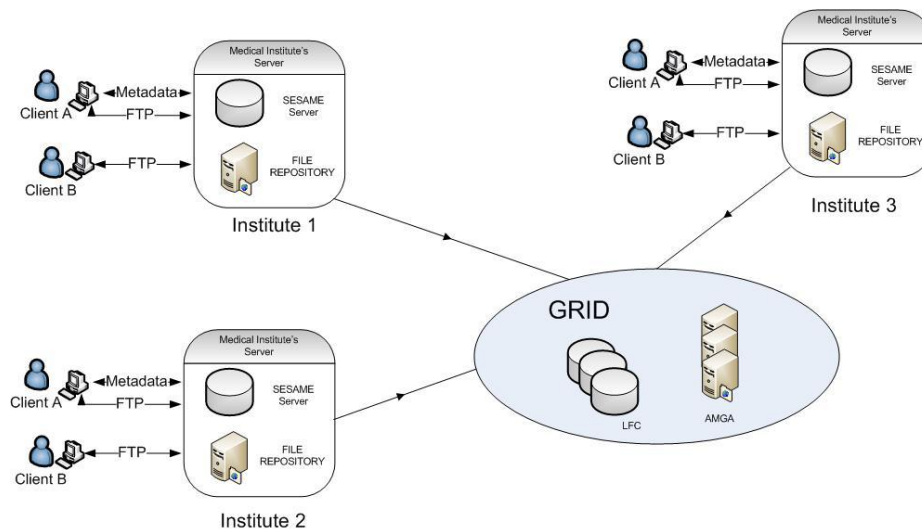 Medical Institute's
Server
Metadata
FTP
Client A
SESAME
Server
FTP
Client B
FILE
REPOSITORY
Institute 1
Medical Institute's
Server
Metadata
FTP
Client A
SESAME
Server
FTP
Client B
FILE
REPOSITORY
Institute 3
GRID
LFC
AMGA
Medical Institute's
Server
Metadata
FTP
Client A
SESAME
Server
FTP
Client B
FILE
REPOSITORY
Institute 2